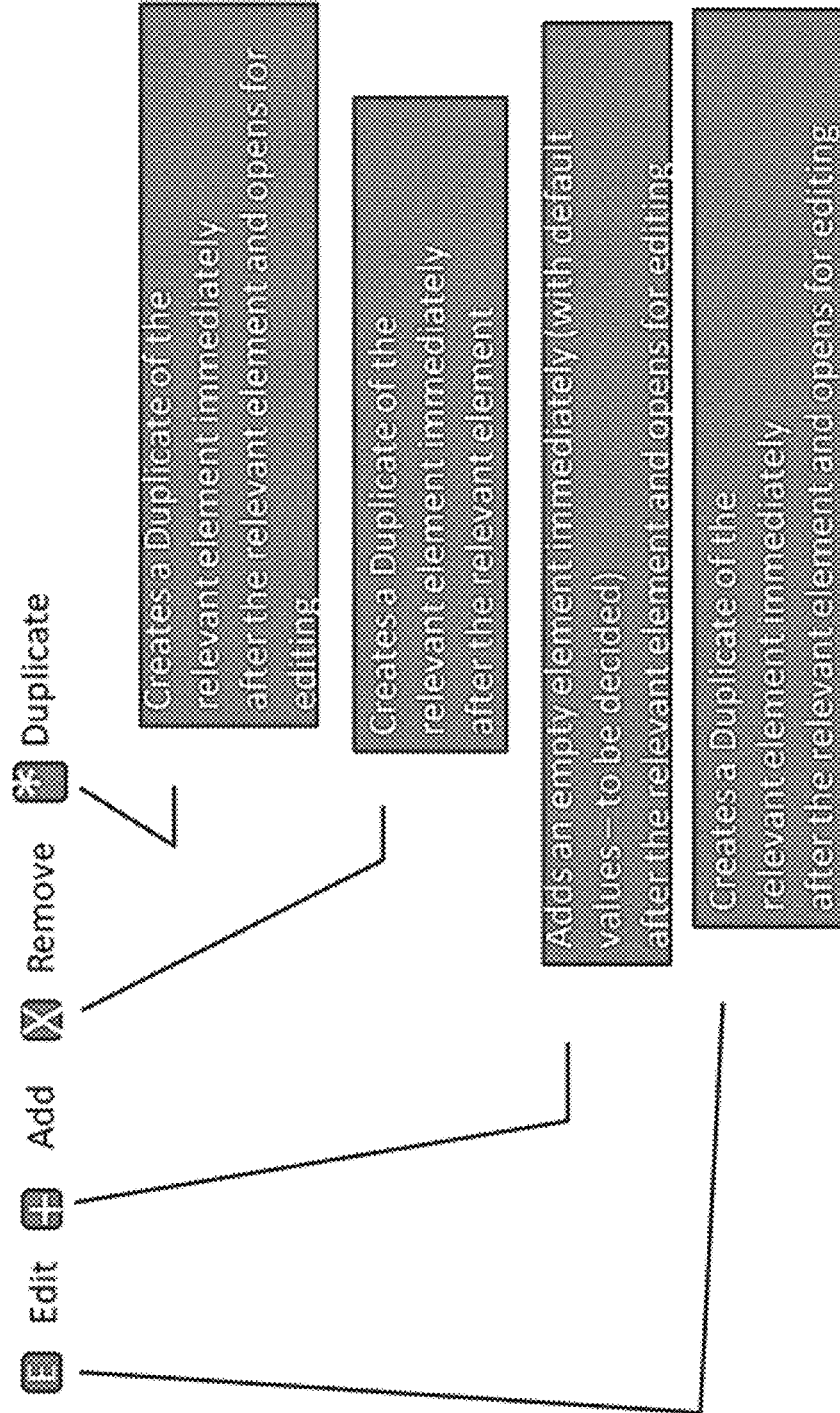 E Edit
+ Add
X Remove
Duplicate
Creates a Duplicate of the
relevant element immediately
after the relevant element and opens for
editing
Creates a Duplicate of the
relevant element immediately
after the relevant element
Adds an empty element immediately (with default
values – to be decided)
after the relevant element and opens for editing
Creates a Duplicate of the
relevant element immediately
after the relevant element and opens for editing